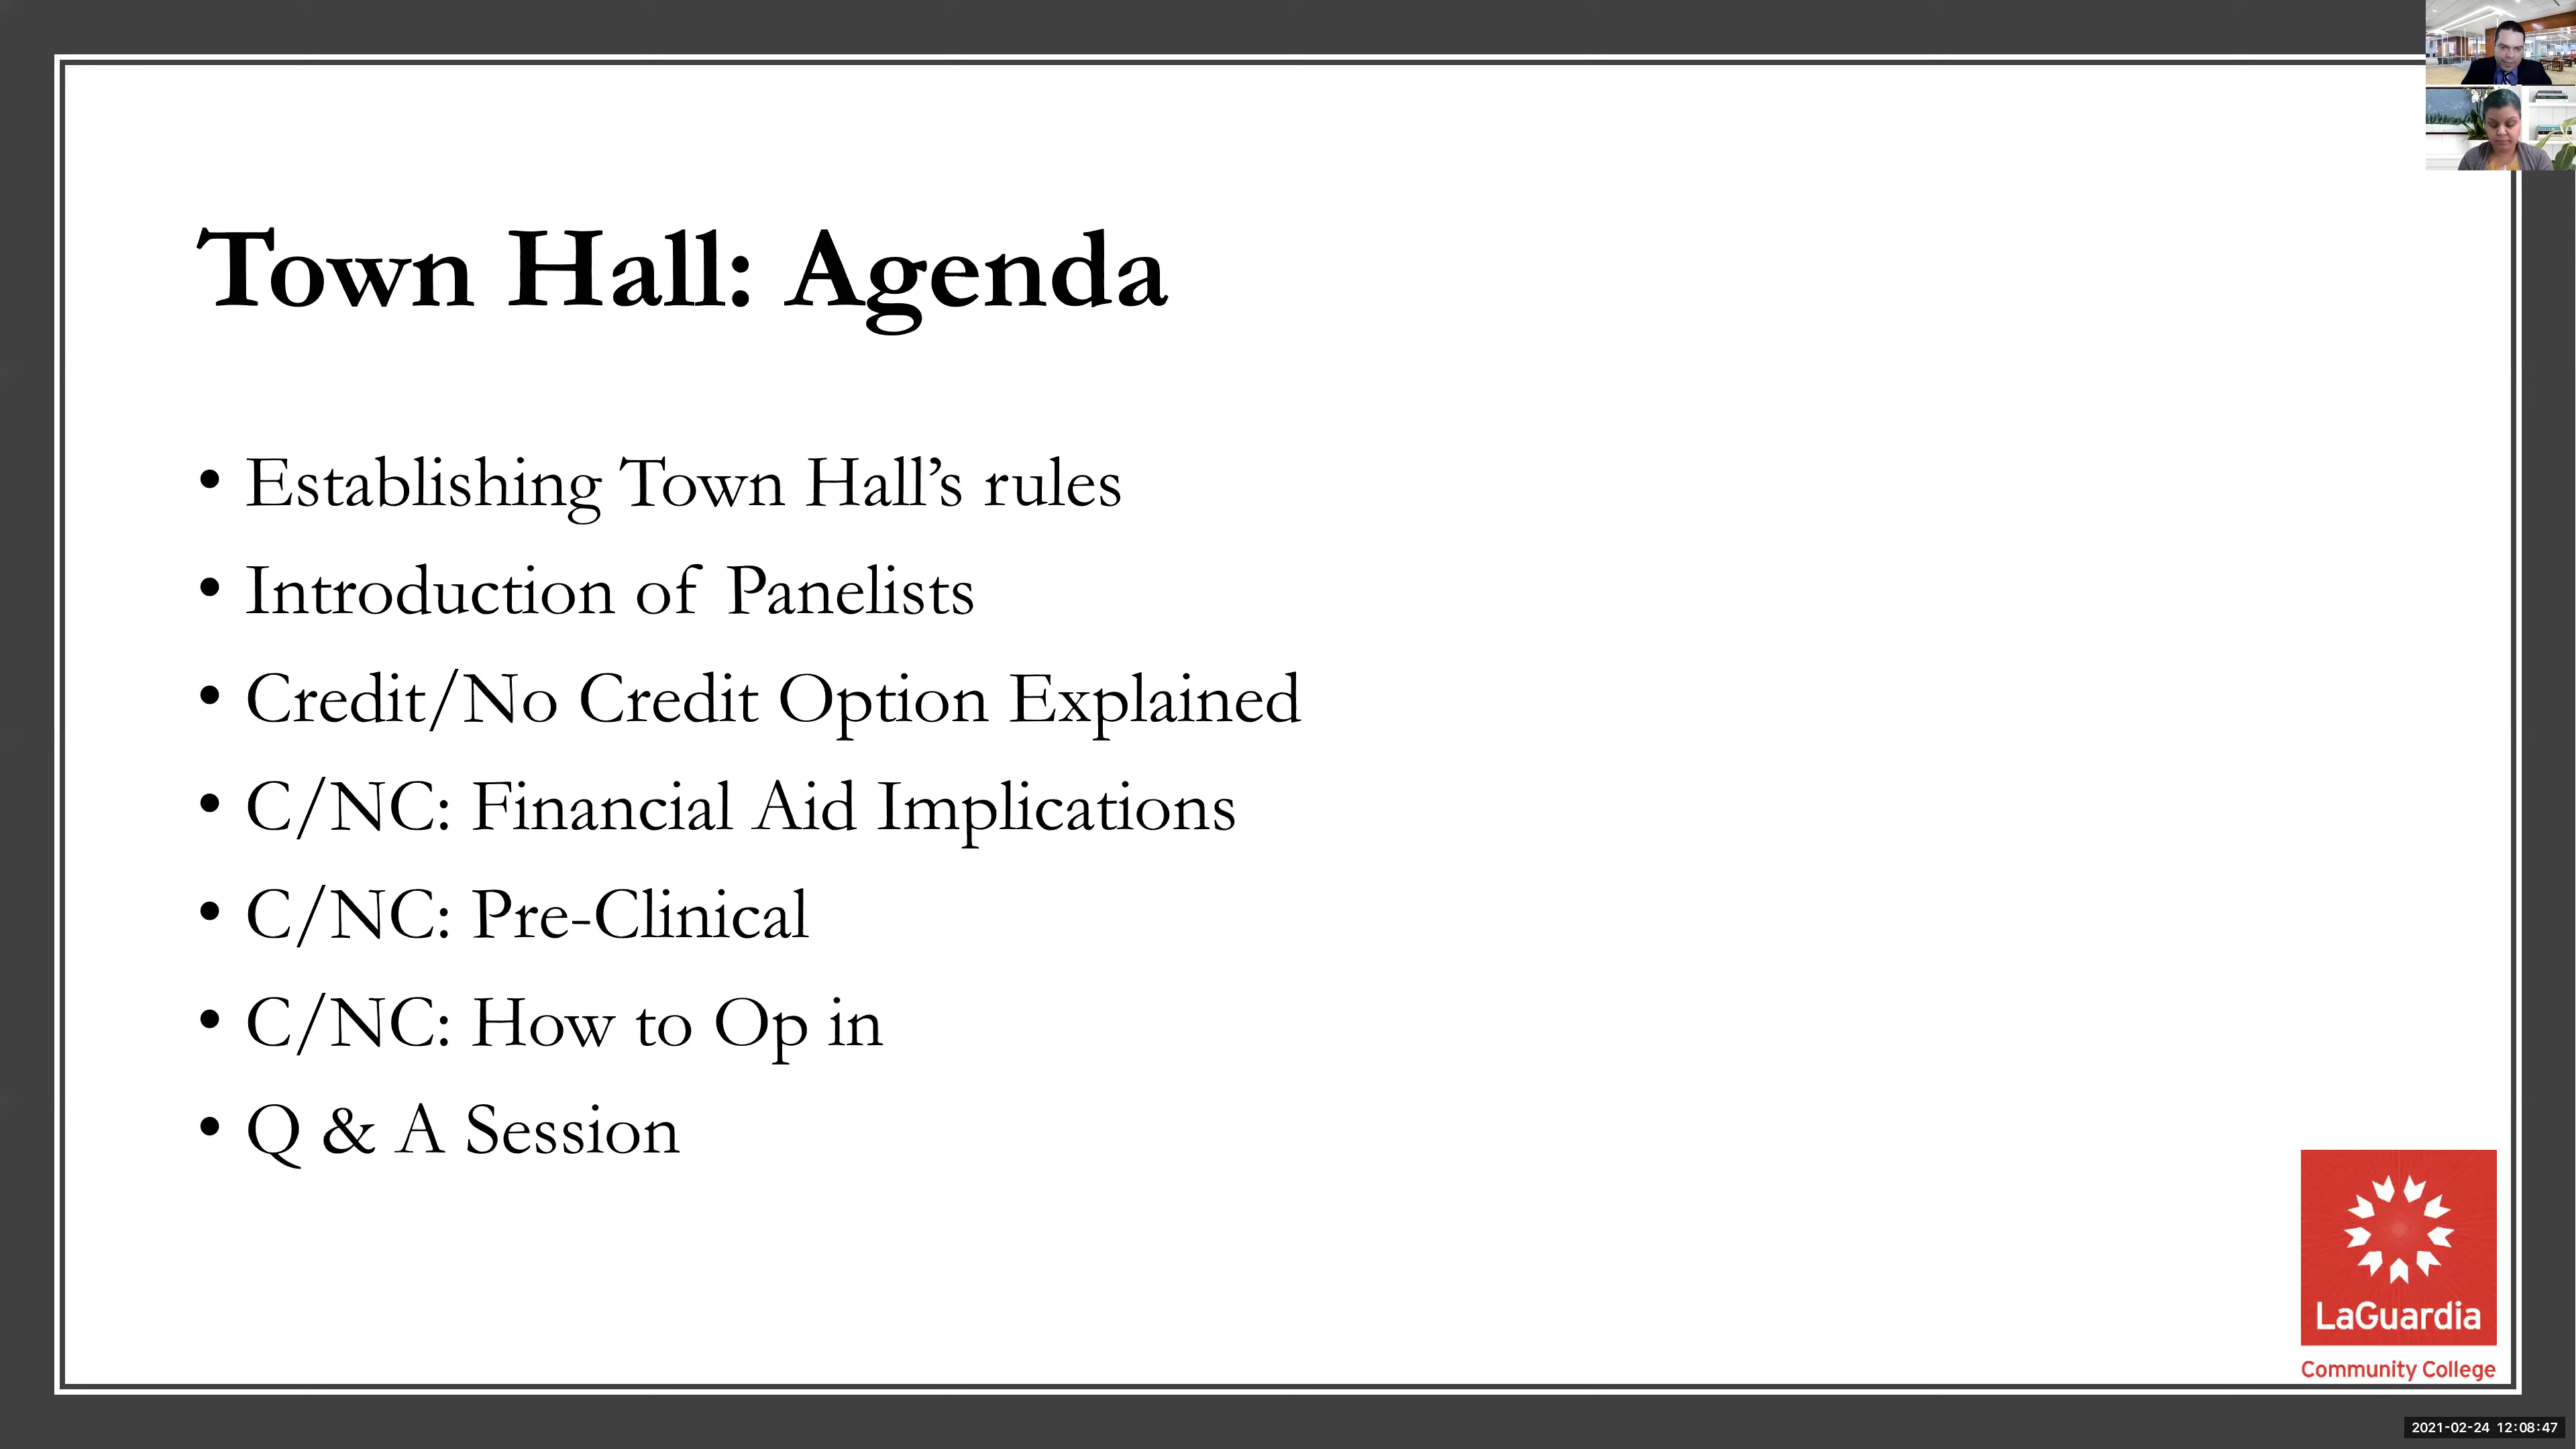 Town Hall: Agenda
• Establishing Town Hall’s rules
• Introduction of Panelists
• Credit/No Credit Option Explained
• C/NC: Financial Aid Implications
• C/NC: Pre-Clinical
• C/NC: How to Op in
• Q & A Session
LaGuardia
Community College
2021-02-24 12:08:47